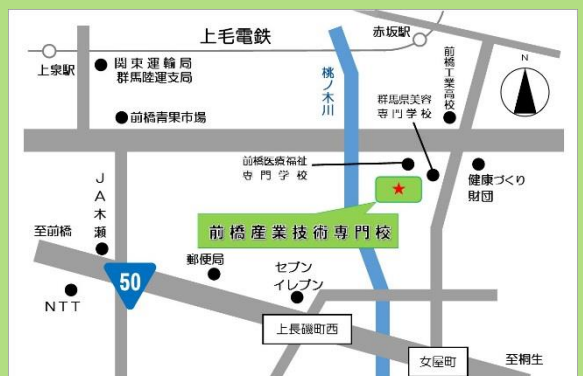 上毛電鉄
赤坂駅
上泉駅
関東運輸局
群馬陸運支局
桃ノ木川
前橋工業高校
N
群馬県美容
専門学校
前橋青果市場
前橋医療福祉
専門学校
健康づくり
財団
JA木瀬
至前橋
前橋産業技術専門校
郵便局
セブン
イレブン
50
NTT
上長磯町西
女屋町
至桐生